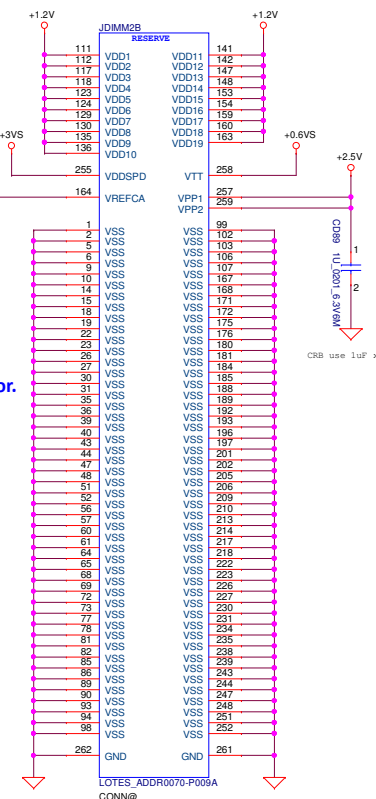 +1.2V +1.2V
JDIMM2B
RESERVE
111 VDD1 VDD11 141
112 VDD2 VDD12 142
117 VDD3 VDD13 147
118 VDD4 VDD14 148
123 VDD5 VDD15 153
124 VDD6 VDD16 154
129 VDD7 VDD17 159
130 VDD8 VDD18 160
135 VDD9 VDD19 163
136 VDD10
+3VS +0.6VS
255 VDDSPD VTT 258
+2.5V
164 VREFCA VPP1 257
VPP2 259
1 VSS VSS 99
2 VSS VSS 102
5 VSS VSS 103
6 VSS VSS 106
9 VSS VSS 107
10 VSS VSS 167
14 VSS VSS 168
15 VSS VSS 171
18 VSS VSS 172
19 VSS VSS 175
22 VSS VSS 176
23 VSS VSS 180
26 VSS VSS 181
27 VSS VSS 184
30 VSS VSS 185
31 VSS VSS 188
35 VSS VSS 189
36 VSS VSS 192
39 VSS VSS 193
40 VSS VSS 196
43 VSS VSS 197
44 VSS VSS 201
47 VSS VSS 202
48 VSS VSS 205
51 VSS VSS 206
52 VSS VSS 209
56 VSS VSS 210
57 VSS VSS 213
60 VSS VSS 214
61 VSS VSS 217
64 VSS VSS 218
65 VSS VSS 222
68 VSS VSS 223
69 VSS VSS 226
72 VSS VSS 227
73 VSS VSS 230
77 VSS VSS 231
78 VSS VSS 234
81 VSS VSS 235
82 VSS VSS 238
85 VSS VSS 239
86 VSS VSS 243
89 VSS VSS 244
90 VSS VSS 247
93 VSS VSS 248
94 VSS VSS 251
98 VSS VSS 252
262 GND GND 261
LOTES_ADDR0070-P009A
CONN@
CD89 1U_0201_6.3V6M
1
2
CRB use 1uF x
or.